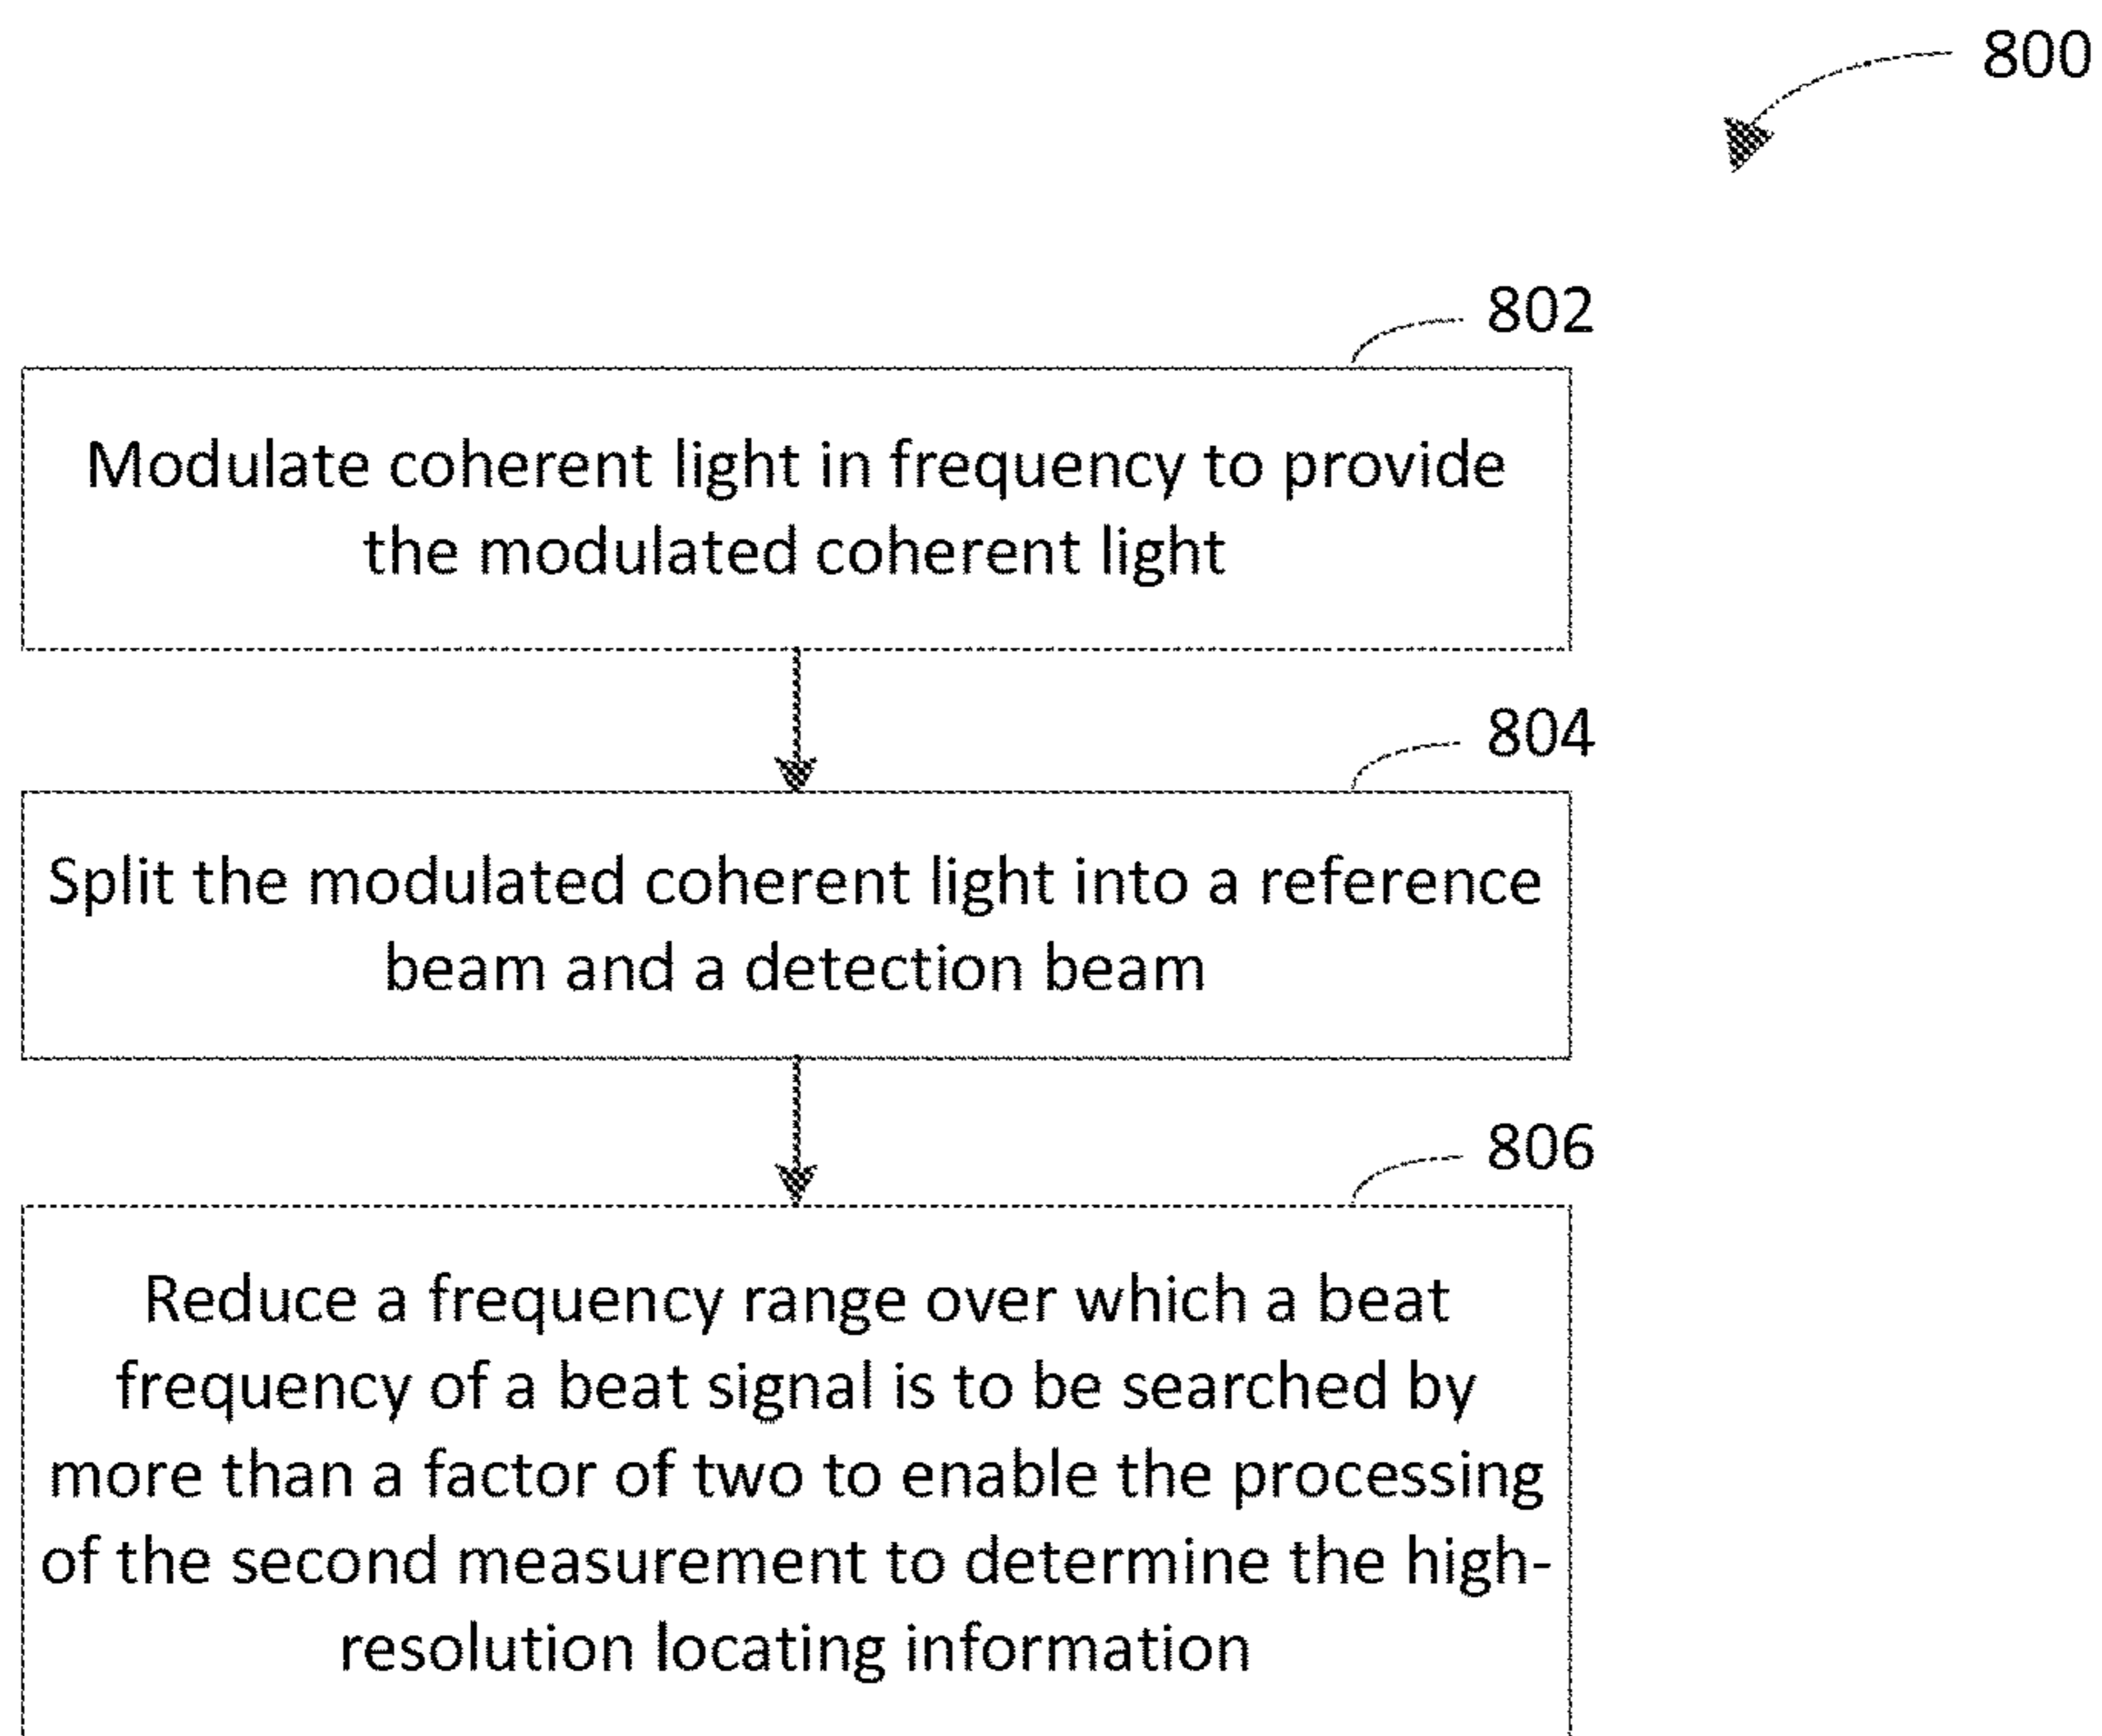 800
802
Modulate coherent light in frequency to provide
the modulated coherent light
804
Split the modulated coherent light into a reference
beam and a detection beam
806
Reduce a frequency range over which a beat
frequency of a beat signal is to be searched by
more than a factor of two to enable the processing
of the second measurement to determine the high-
resolution locating information